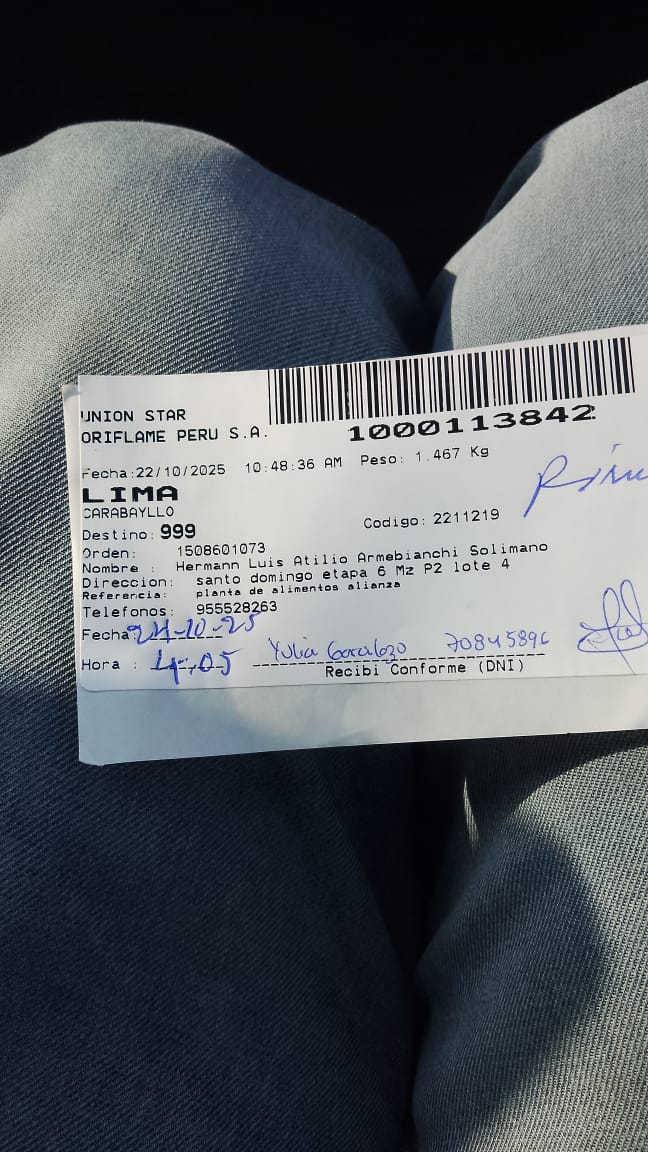 UNION STAR
ORIFLAME PERU S.A.
1000113842
Fecha:22/10/2025 10:48:36 AM Peso: 1.467 Kg
LIMA
CARABAYLLO
Destino: 999 Codigo: 2211219
Orden: 1508601073
Nombre : Hermann Luis Atilio Armebianchi Solimano
Direccion: santo domingo etapa 6 Mz P2 lote 4
Referencia: planta de alimentos alianza
Telefonos: 955528263
Fecha: 24-10-25
Hora : 4:05 Yulia 70845896
Recibi Conforme (DNI)